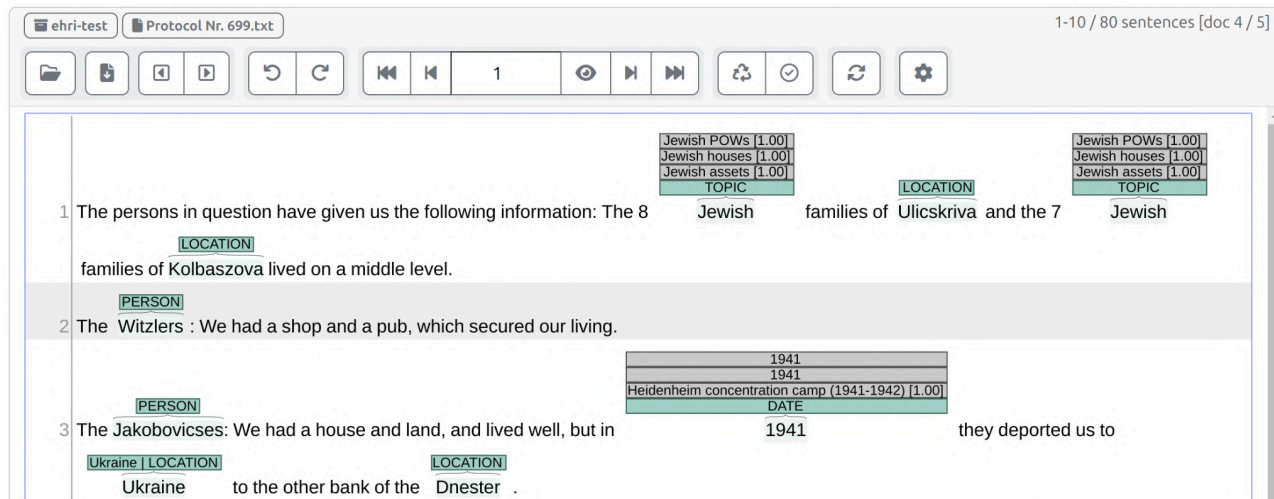 ehri-test Protocol Nr. 699.txt 1-10 / 80 sentences [doc 4 / 5]
1
Jewish POWs [1.00] Jewish POWs [1.00]
Jewish houses [1.00] Jewish houses [1.00]
Jewish assets [1.00] Jewish assets [1.00]
TOPIC LOCATION TOPIC
1 The persons in question have given us the following information: The 8 Jewish families of Ulicskriva and the 7 Jewish
LOCATION
families of Kolbaszova lived on a middle level.
PERSON
2 The Witzlers : We had a shop and a pub, which secured our living.
1941
1941
Heidenheim concentration camp (1941-1942) [1.00]
PERSON DATE
3 The Jakobovicses: We had a house and land, and lived well, but in 1941 they deported us to
Ukraine | LOCATION LOCATION
Ukraine to the other bank of the Dnester .